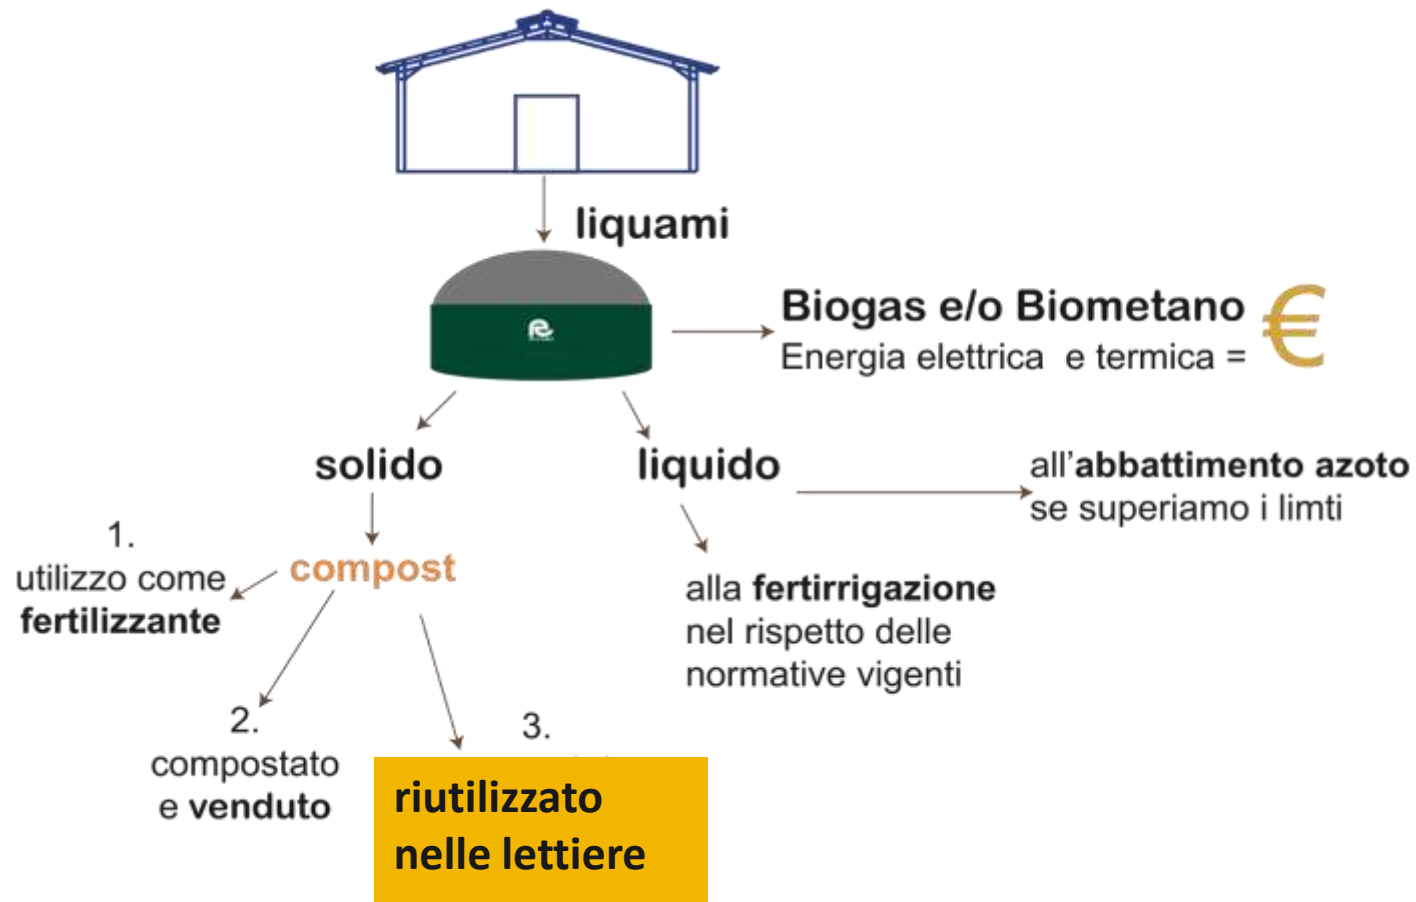 liquami
Biogas e/o Biometano €
Energia elettrica e termica =
solido
liquido
all'abbattimento azoto
se superiamo i limti
1.
utilizzo come
fertilizzante
compost
alla fertirrigazione
nel rispetto delle
normative vigenti
2.
compostato
e venduto
3.
riutilizzato
nelle lettiere